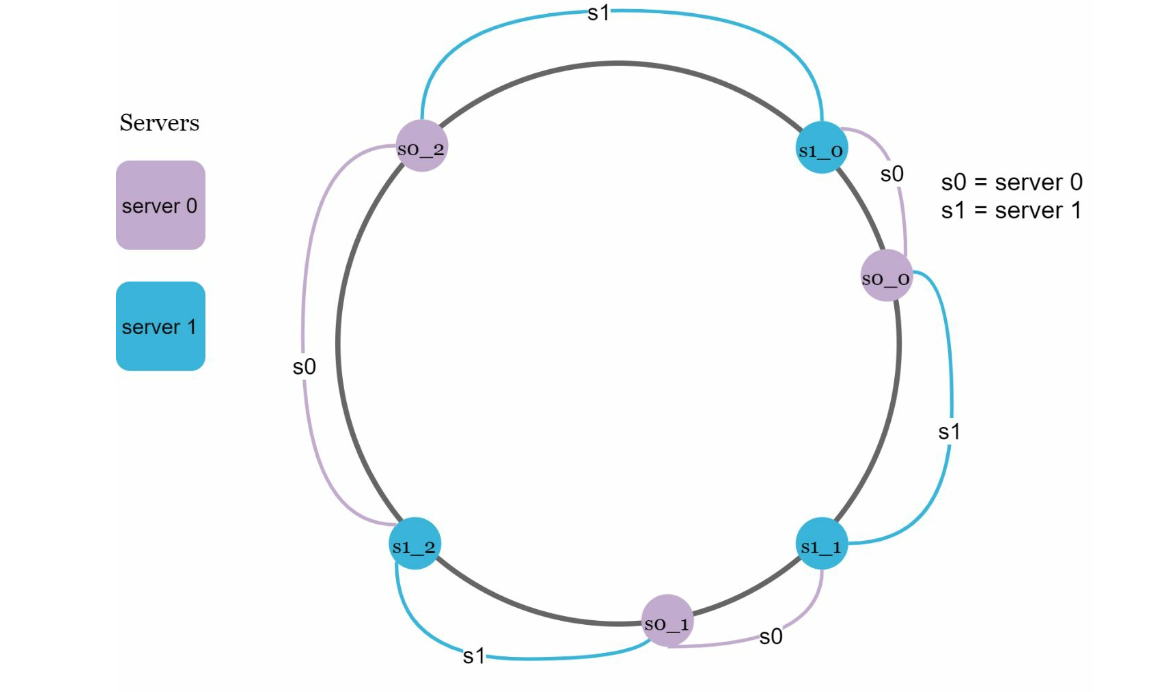 s1
Servers
s0_2
s1_0
s0
s0 = server 0
s1 = server 1
server 0
s0_0
server 1
s0
s1
s1_2
s1_1
s0_1
s0
s1